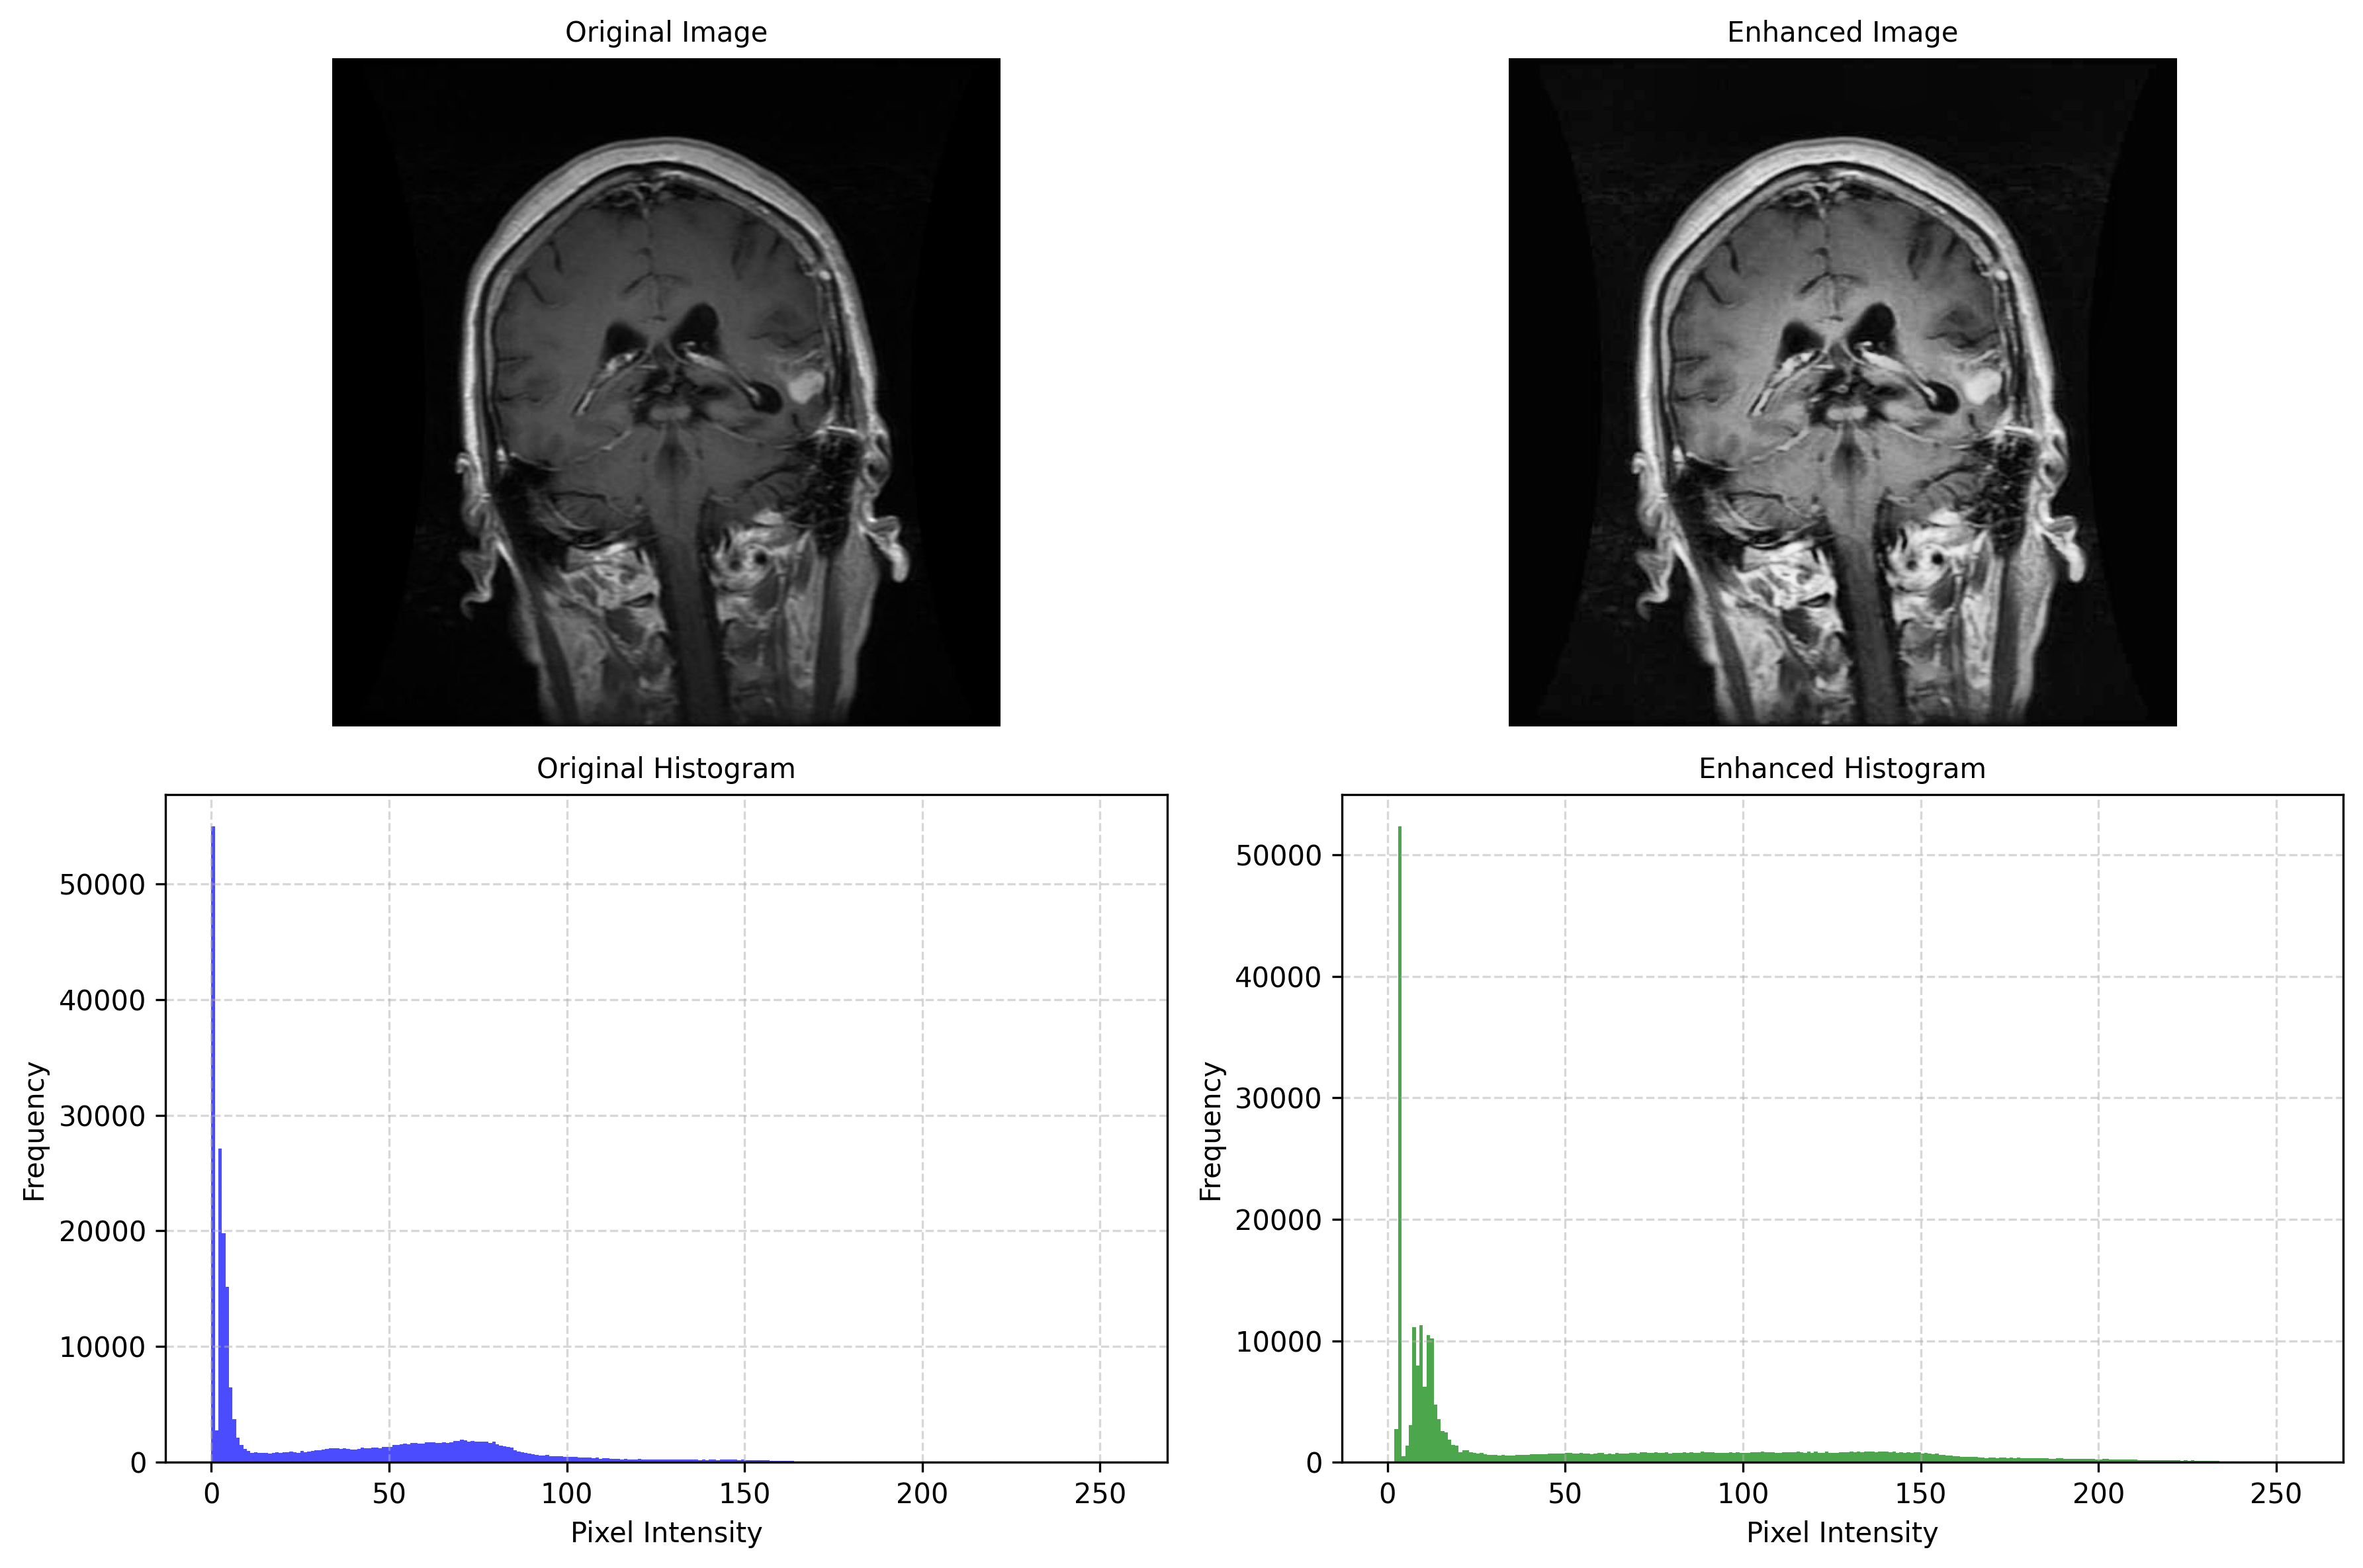 Original Image
Enhanced Image
Original Histogram
Enhanced Histogram
50000
40000
30000
20000
10000
0
Frequency
0 50 100 150 200 250
Pixel Intensity
50000
40000
30000
20000
10000
0
Frequency
0 50 100 150 200 250
Pixel Intensity